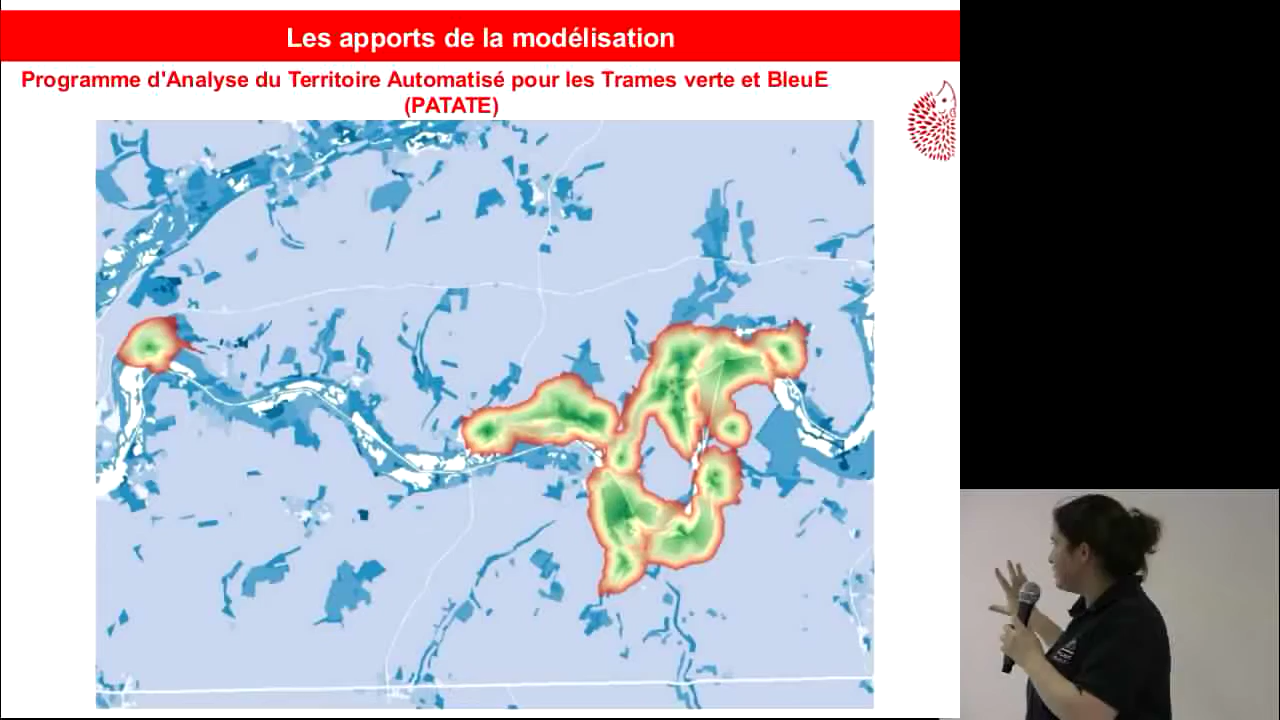 Les apports de la modélisation
Programme d'Analyse du Territoire Automatisé pour les Trames verte et BleuE
(PATATE)